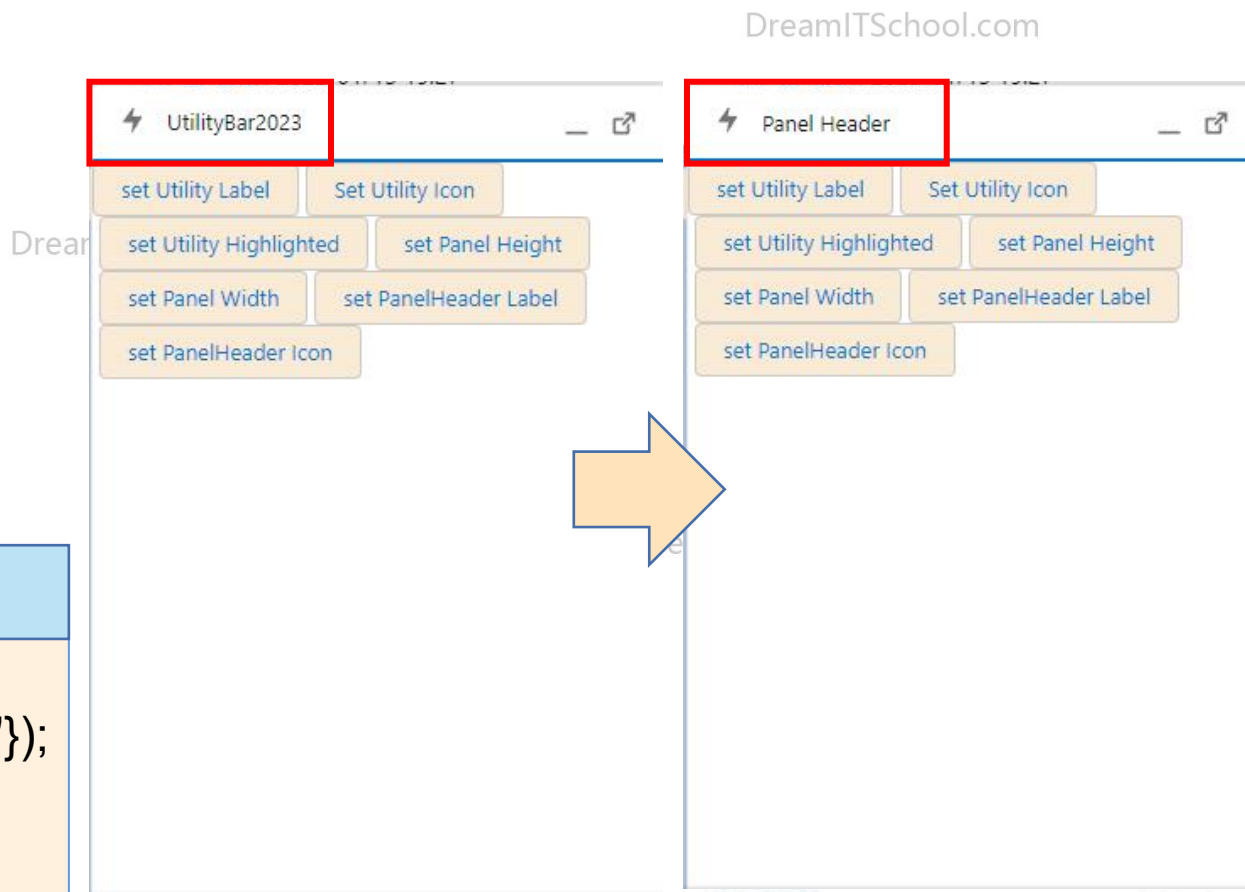 DreamITSchool.com
UtilityBar2023
set Utility Label Set Utility Icon
set Utility Highlighted set Panel Height
set Panel Width set PanelHeader Label
set PanelHeader Icon
Panel Header
set Utility Label Set Utility Icon
set Utility Highlighted set Panel Height
set Panel Width set PanelHeader Label
set PanelHeader Icon
Drear
});